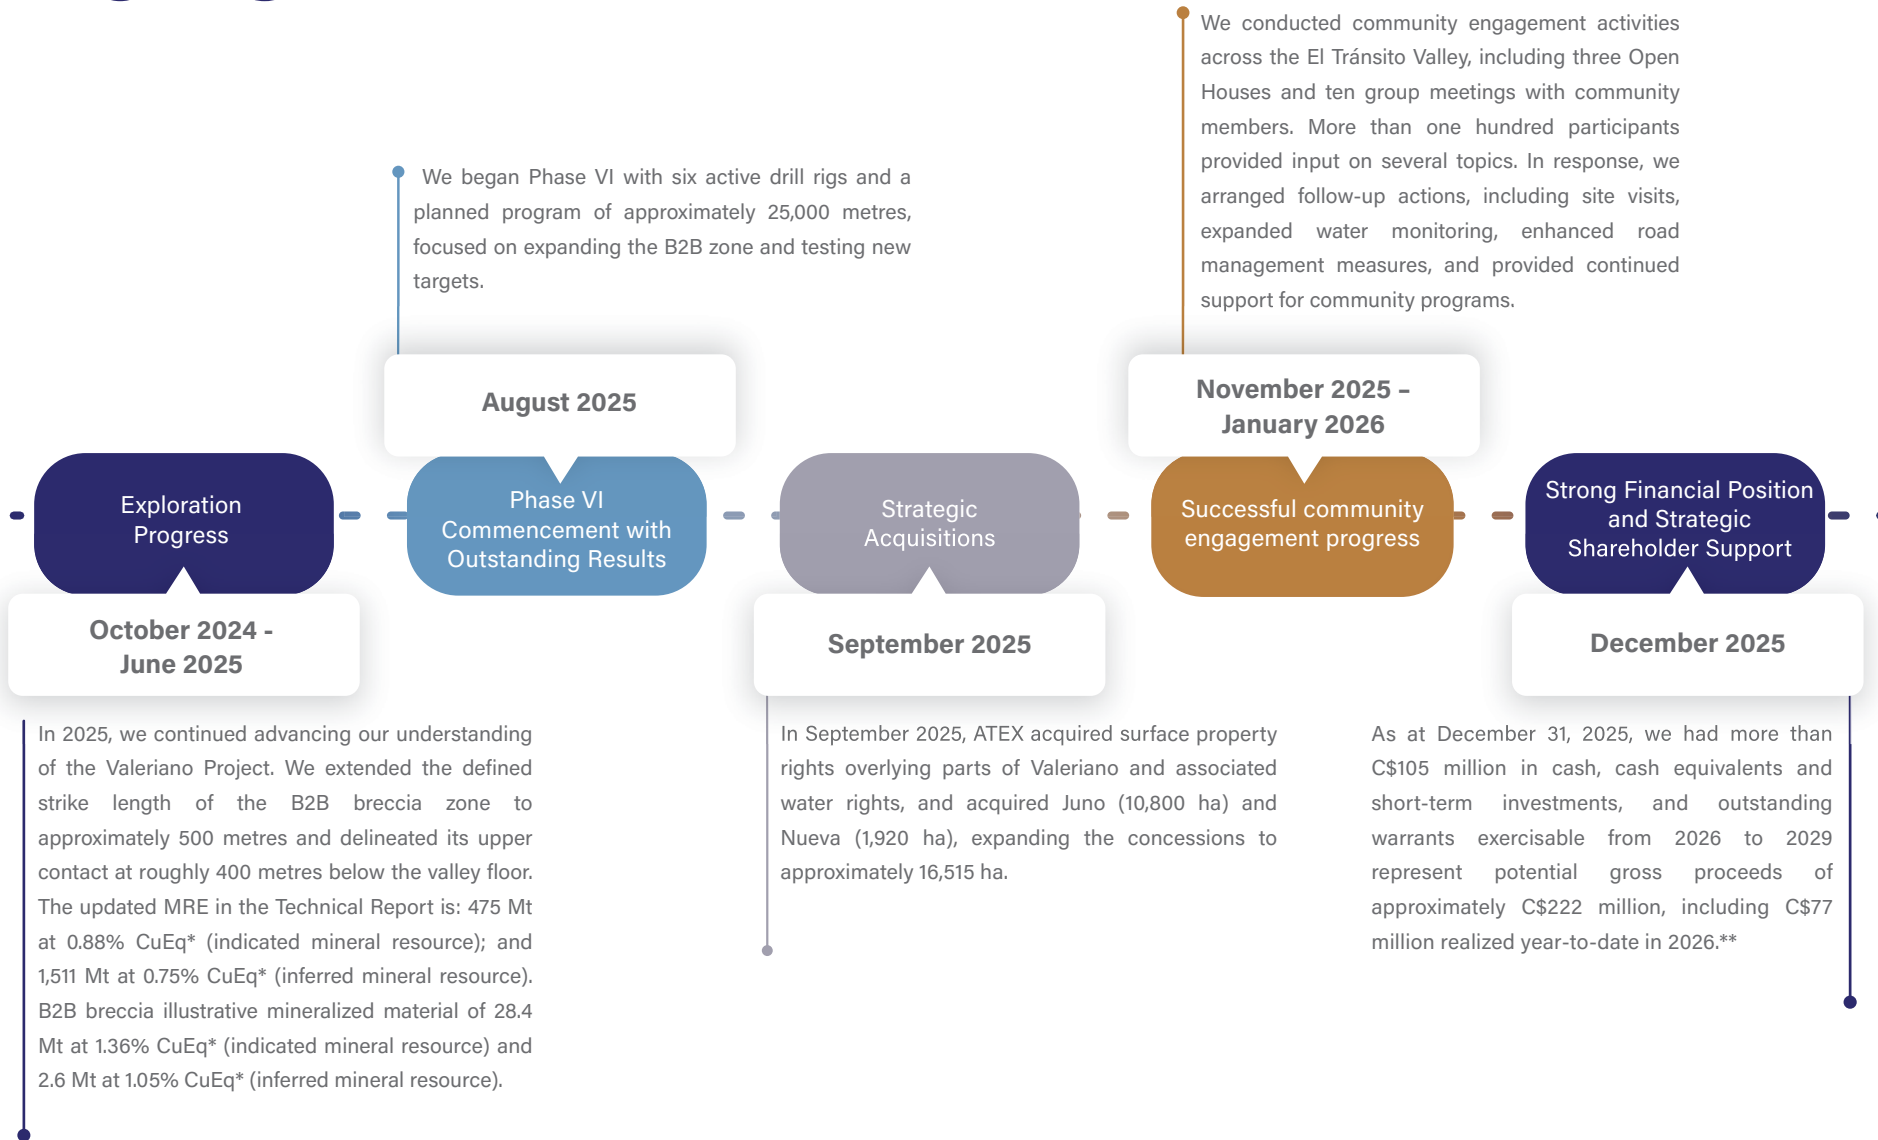 We conducted community engagement activities
across the El Tránsito Valley, including three Open
Houses and ten group meetings with community
members. More than one hundred participants
provided input on several topics. In response, we
arranged follow-up actions, including site visits,
expanded water monitoring, enhanced road
management measures, and provided continued
support for community programs.
We began Phase VI with six active drill rigs and a
planned program of approximately 25,000 metres,
focused on expanding the B2B zone and testing new
targets.
August 2025
November 2025 –
January 2026
Exploration
Progress
Phase VI
Commencement with
Outstanding Results
Strategic
Acquisitions
Successful community
engagement progress
Strong Financial Position
and Strategic
Shareholder Support
October 2024 -
June 2025
September 2025
December 2025
In 2025, we continued advancing our understanding
of the Valeriano Project. We extended the defined
strike length of the B2B breccia zone to
approximately 500 metres and delineated its upper
contact at roughly 400 metres below the valley floor.
The updated MRE in the Technical Report is: 475 Mt
at 0.88% CuEq* (indicated mineral resource); and
1,511 Mt at 0.75% CuEq* (inferred mineral resource).
B2B breccia illustrative mineralized material of 28.4
Mt at 1.36% CuEq* (indicated mineral resource) and
2.6 Mt at 1.05% CuEq* (inferred mineral resource).
In September 2025, ATEX acquired surface property
rights overlying parts of Valeriano and associated
water rights, and acquired Juno (10,800 ha) and
Nueva (1,920 ha), expanding the concessions to
approximately 16,515 ha.
As at December 31, 2025, we had more than
C$105 million in cash, cash equivalents and
short-term investments, and outstanding
warrants exercisable from 2026 to 2029
represent potential gross proceeds of
approximately C$222 million, including C$77
million realized year-to-date in 2026.**